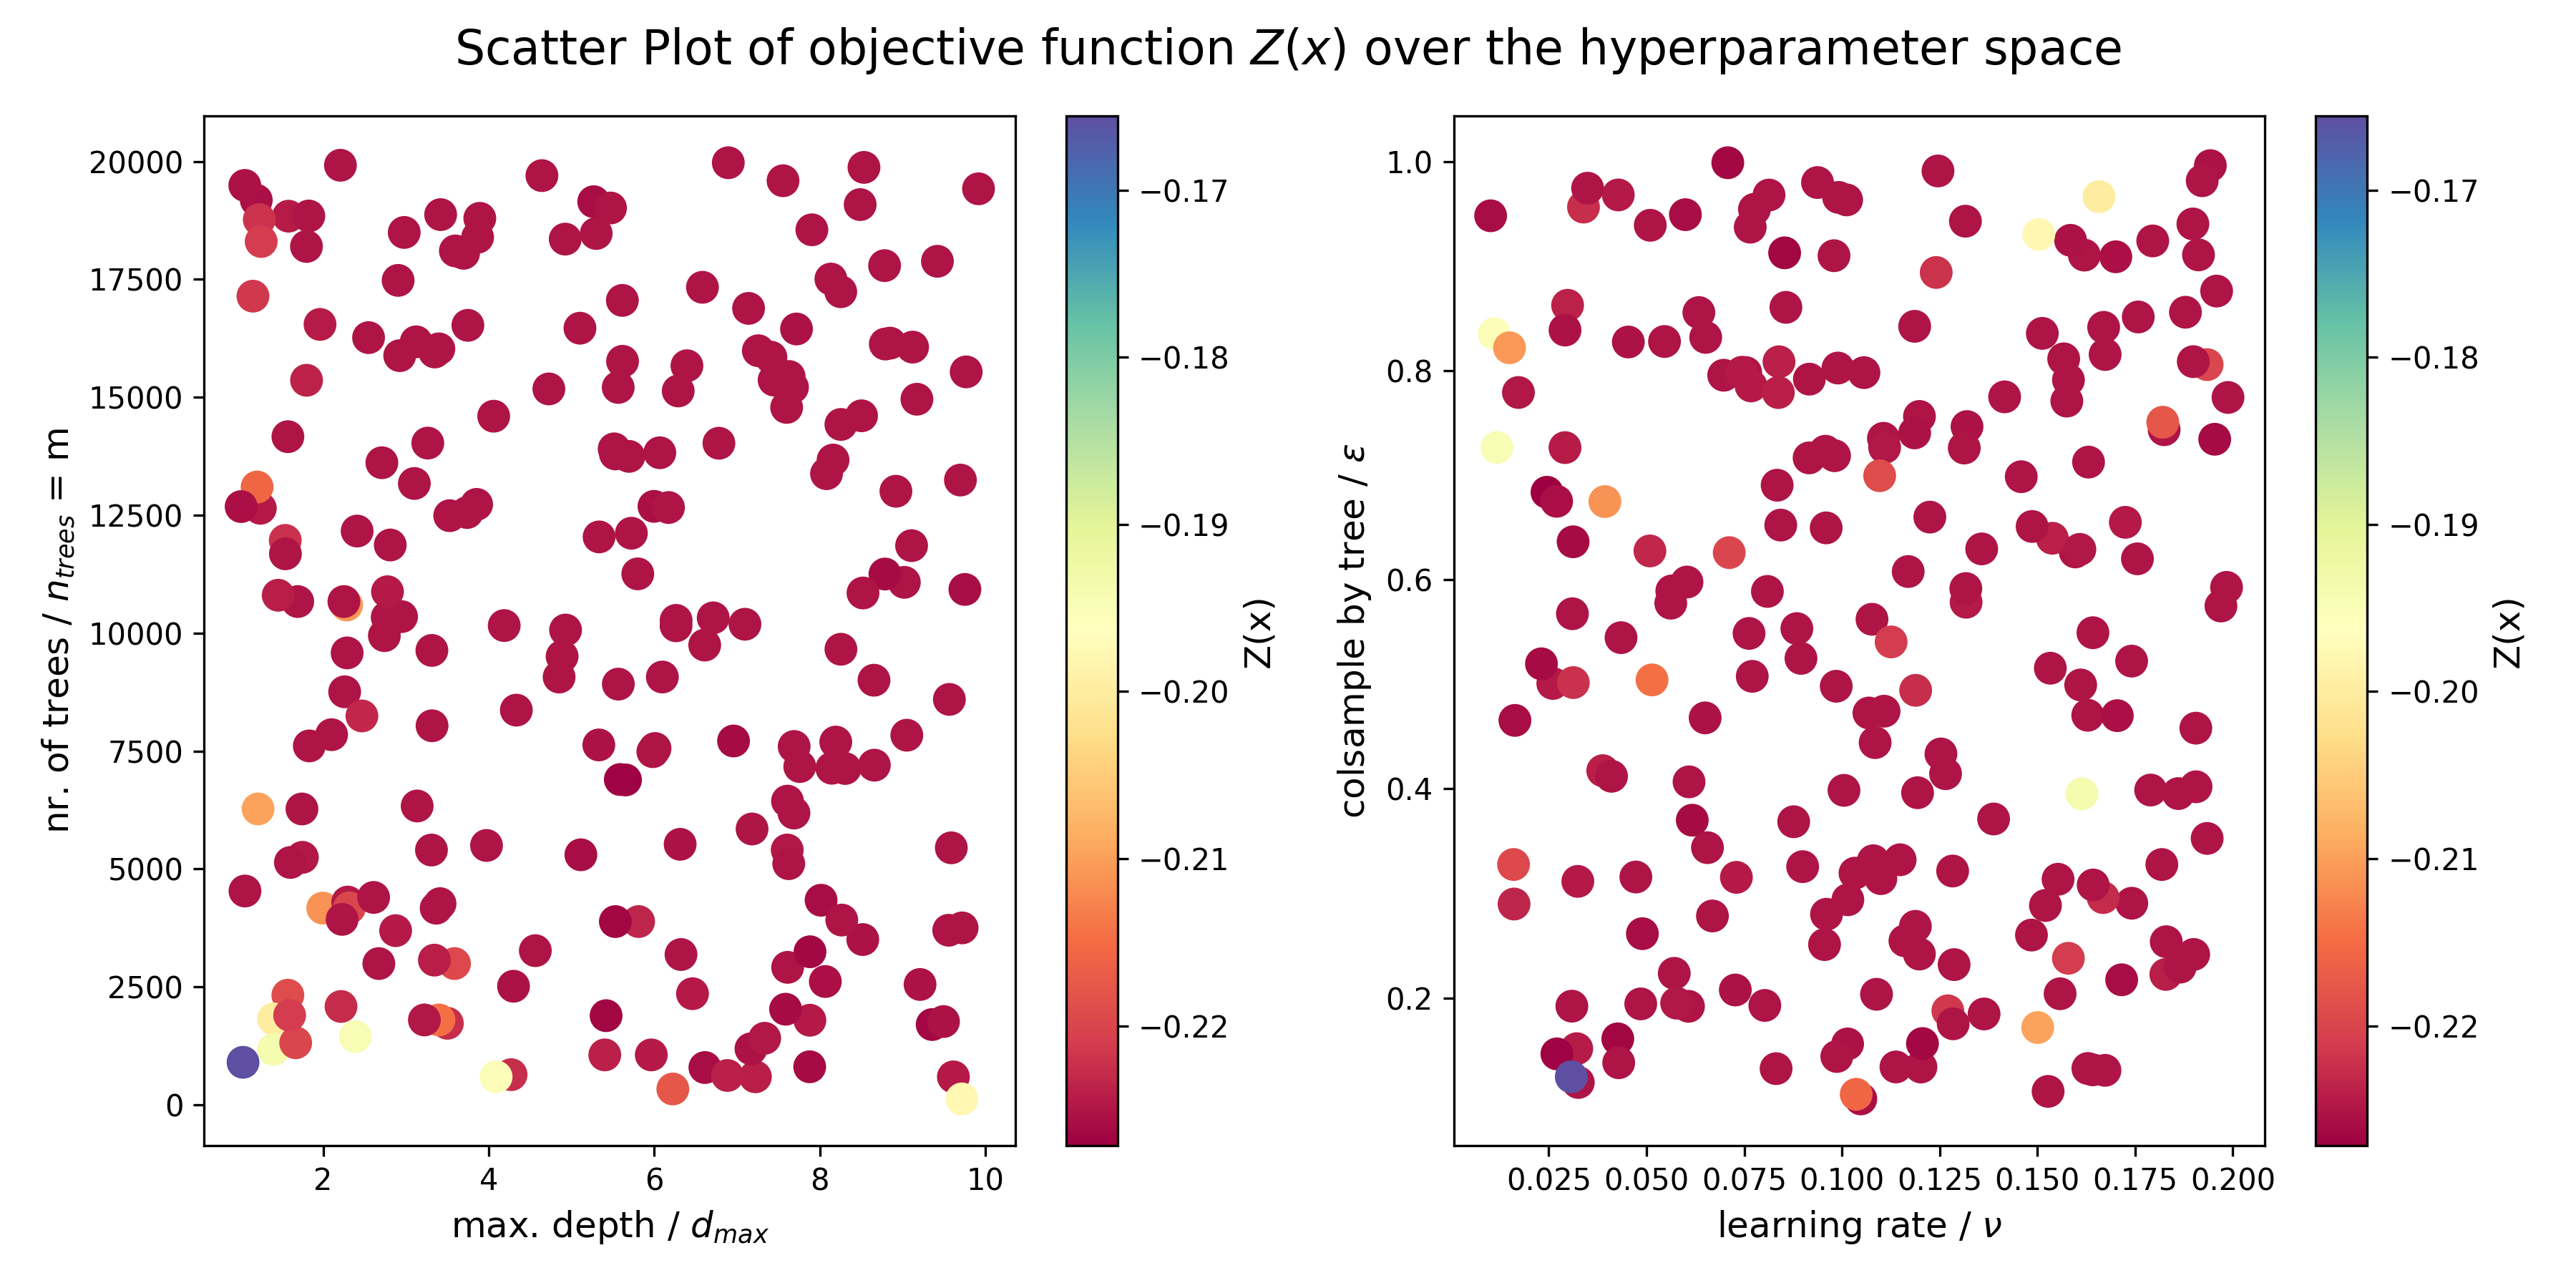 Scatter Plot of objective function Z(x) over the hyperparameter space
nr. of trees / n_trees = m
20000
17500
15000
12500
10000
7500
5000
2500
0
2 4 6 8 10
max. depth / d_max
−0.17
−0.18
−0.19
−0.20
−0.21
−0.22
Z(x)
colsample by tree / ε
1.0
0.8
0.6
0.4
0.2
0.025 0.050 0.075 0.100 0.125 0.150 0.175 0.200
learning rate / ν
−0.17
−0.18
−0.19
−0.20
−0.21
−0.22
Z(x)